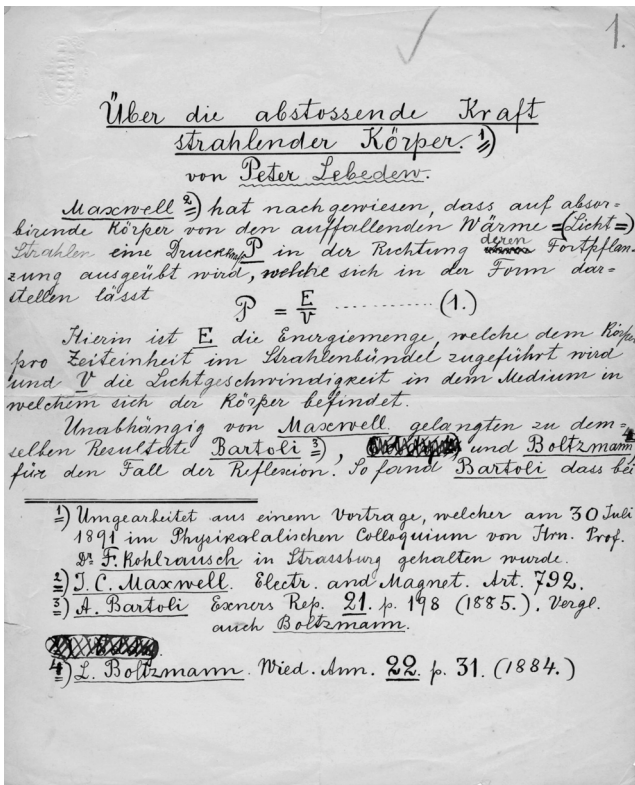 1.
Über die abstossende Kraft
strahlender Körper. 1)
von Peter Lebedew.
Maxwell 2) hat nachgewiesen, dass auf absor-
birende Körper von den auffallenden Wärme=(Licht=)
Strahlen eine Druckkraft P in der Richtung deren Fortpflan-
zung ausgeübt wird, welche sich in der Form dar=
stellen lässt
P = E/V .......... (1.)
Hierin ist E die Energiemenge, welche dem Körper
pro Zeiteinheit im Strahlenbündel zugeführt wird
und V die Lichtgeschwindigkeit in dem Medium in
welchem sich der Körper befindet.
Unabhängig von Maxwell gelangten zu dem=
selben Resultate Bartoli 3), und Boltzmann 4)
für den Fall der Reflexion. So fand Bartoli dass bei
1) Umgearbeitet aus einem Vortrage, welcher am 30 Juli
1891 im Physikalalischen Colloquium von Hrn. Prof.
Dr F. Kohlrausch in Strassburg gehalten wurde.
2) J. C. Maxwell. Electr. and Magnet. Art. 792.
3) A. Bartoli Exners Rep. 21. p. 198 (1885.). Vergl.
auch Boltzmann.
4) L. Boltzmann. Wied. Ann. 22 p. 31. (1884.)